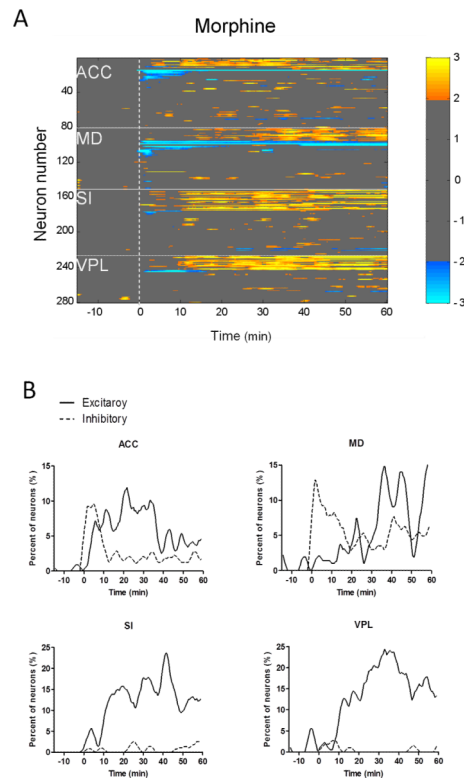 A
Morphine
ACC
MD
SI
VPL
Neuron number
40
80
120
160
200
240
280
-10 0 10 20 30 40 50 60
Time (min)
3
2
1
0
-1
-2
-3
B
Excitaroy
Inhibitory
ACC
Percent of neurons (%)
15
10
5
0
-10 0 10 20 30 40 50 60
Time (min)
MD
Percent of neurons (%)
15
10
5
0
-10 0 10 20 30 40 50 60
Time (min)
SI
Percent of neurons (%)
25
20
15
10
5
0
-10 0 10 20 30 40 50 60
Time (min)
VPL
Percent of neurons (%)
25
20
15
10
5
0
-10 0 10 20 30 40 50 60
Time (min)